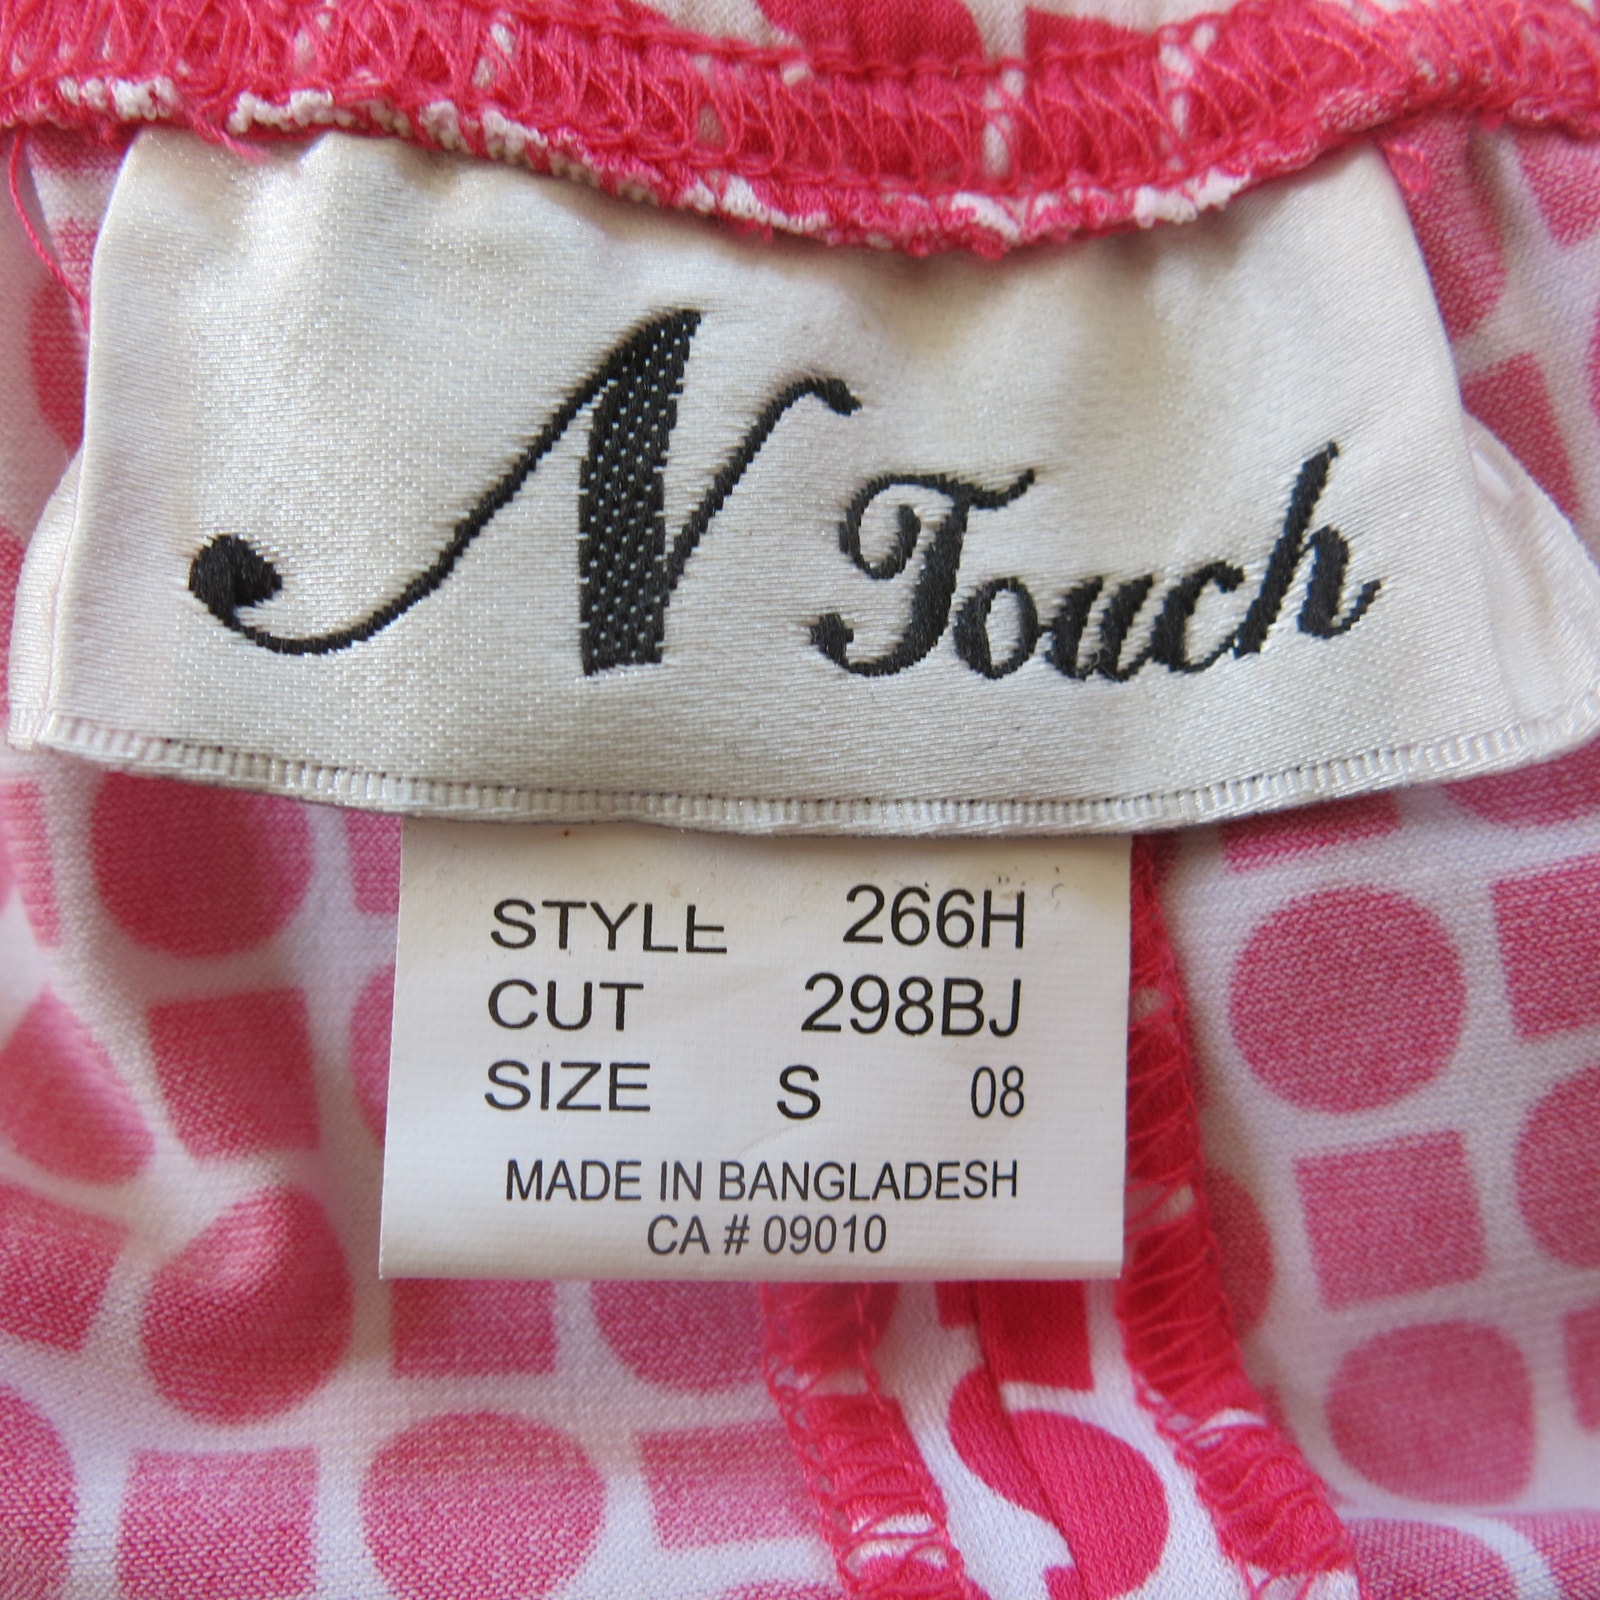 N Touch
STYLE 266H
CUT 298BJ
SIZE S 08
MADE IN BANGLADESH
CA # 09010